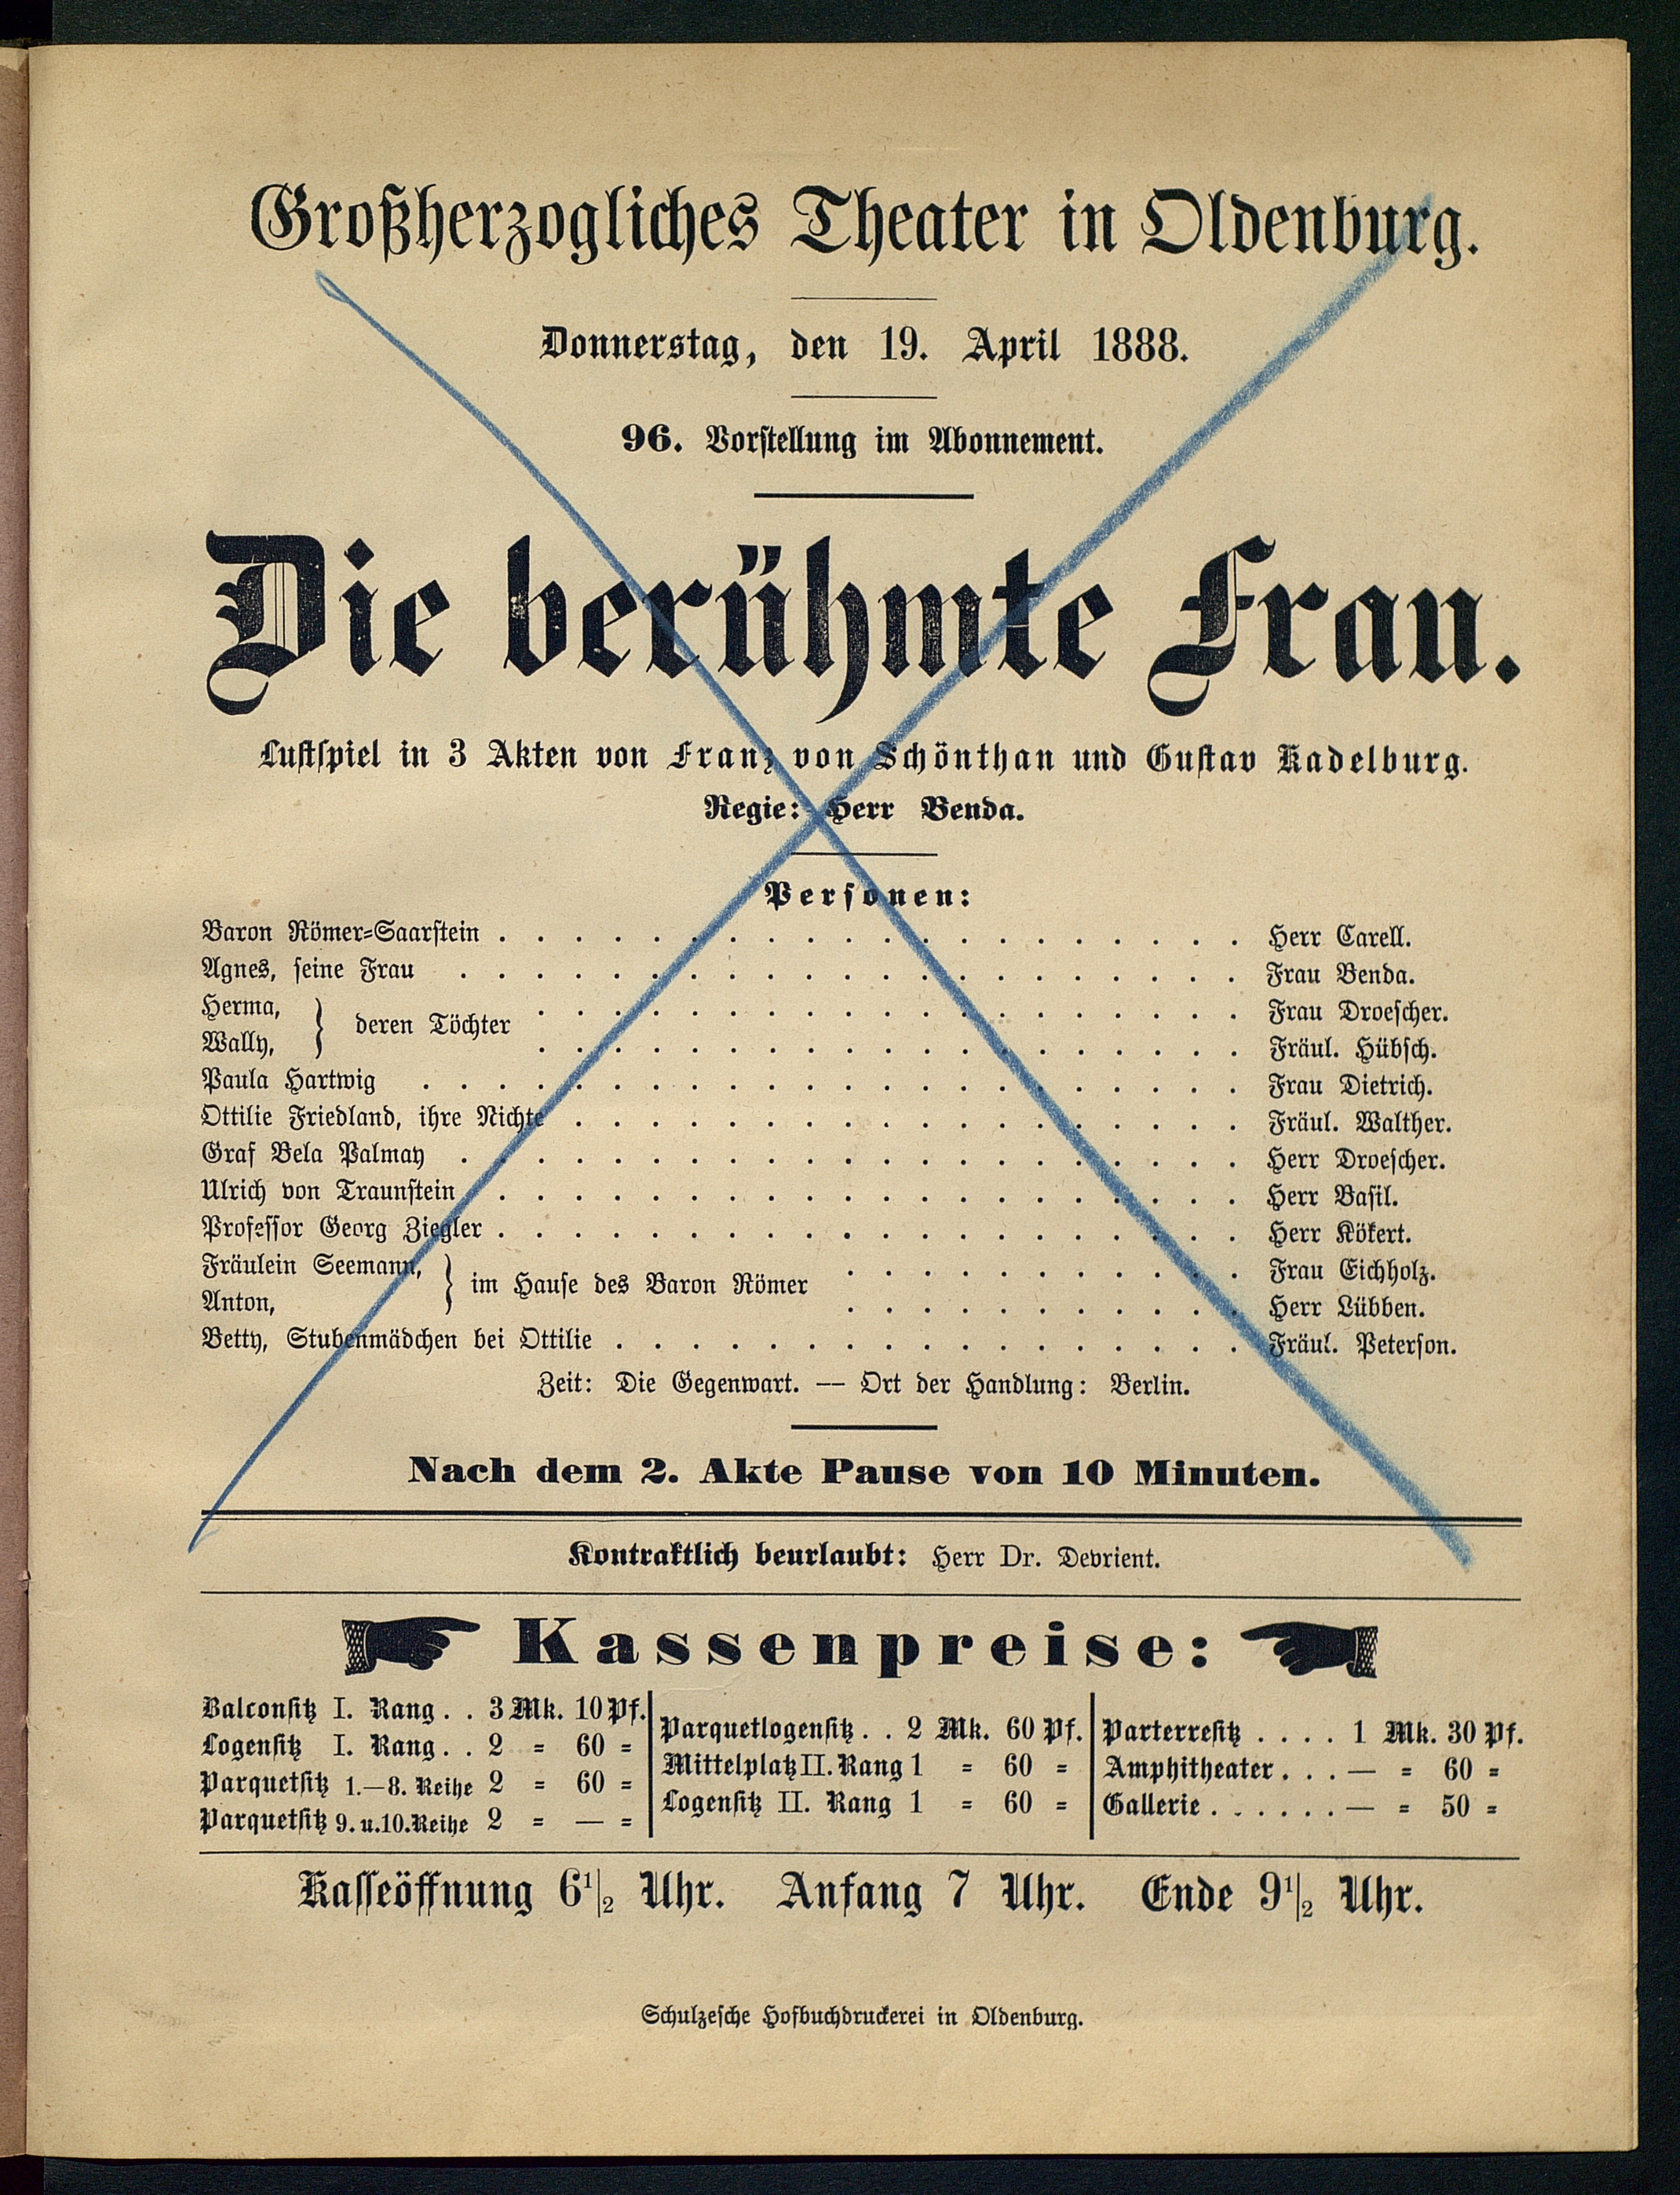 Großherzogliches Theater in Oldenburg.
Donnerstag, den 19. April 1888.
96. Vorstellung im Abonnement.
Die berühmte Frau.
Lustspiel in 3 Akten von Franz von Schönthan und Gustav Kadelburg.
Regie: Herr Benda.
Personen:
Baron Römer=Saarstein . . . . . . . . . . . . . . . . . . . . Herr Carell.
Agnes, seine Frau . . . . . . . . . . . . . . . . . . . . . Frau Benda.
Herma, } deren Töchter . . . . . . . . . . . . . . . . . . . Frau Droescher.
Wally, } . . . . . . . . . . . . . . . . . . . Fräul. Hübsch.
Paula Hartwig . . . . . . . . . . . . . . . . . . . . . . Frau Dietrich.
Ottilie Friedland, ihre Nichte . . . . . . . . . . . . . . . . . . Fräul. Walther.
Graf Bela Palmay . . . . . . . . . . . . . . . . . . . . . Herr Droescher.
Ulrich von Traunstein . . . . . . . . . . . . . . . . . . . . Herr Basil.
Professor Georg Ziegler . . . . . . . . . . . . . . . . . . . . Herr Kökert.
Fräulein Seemann, } im Hause des Baron Römer . . . . . . . . . . . Frau Eichholz.
Anton, } . . . . . . . . . . . Herr Lübben.
Betty, Stubenmädchen bei Ottilie . . . . . . . . . . . . . . . . . Fräul. Peterson.
Zeit: Die Gegenwart. — Ort der Handlung: Berlin.
Nach dem 2. Akte Pause von 10 Minuten.
Kontraktlich beurlaubt: Herr Dr. Devrient.
Kassenpreise:
Balconsitz I. Rang . . 3 Mk. 10 Pf.
Logensitz I. Rang . . 2 = 60 =
Parquetsitz 1.—8. Reihe 2 = 60 =
Parquetsitz 9. u. 10. Reihe 2 = — =
Parquetlogensitz . . 2 Mk. 60 Pf.
Mittelplatz II. Rang 1 = 60 =
Logensitz II. Rang 1 = 60 =
Parterresitz . . . . 1 Mk. 30 Pf.
Amphitheater . . . — = 60 =
Gallerie . . . . . . — = 50 =
Kasseöffnung 6½ Uhr. Anfang 7 Uhr. Ende 9½ Uhr.
Schulzesche Hofbuchdruckerei in Oldenburg.